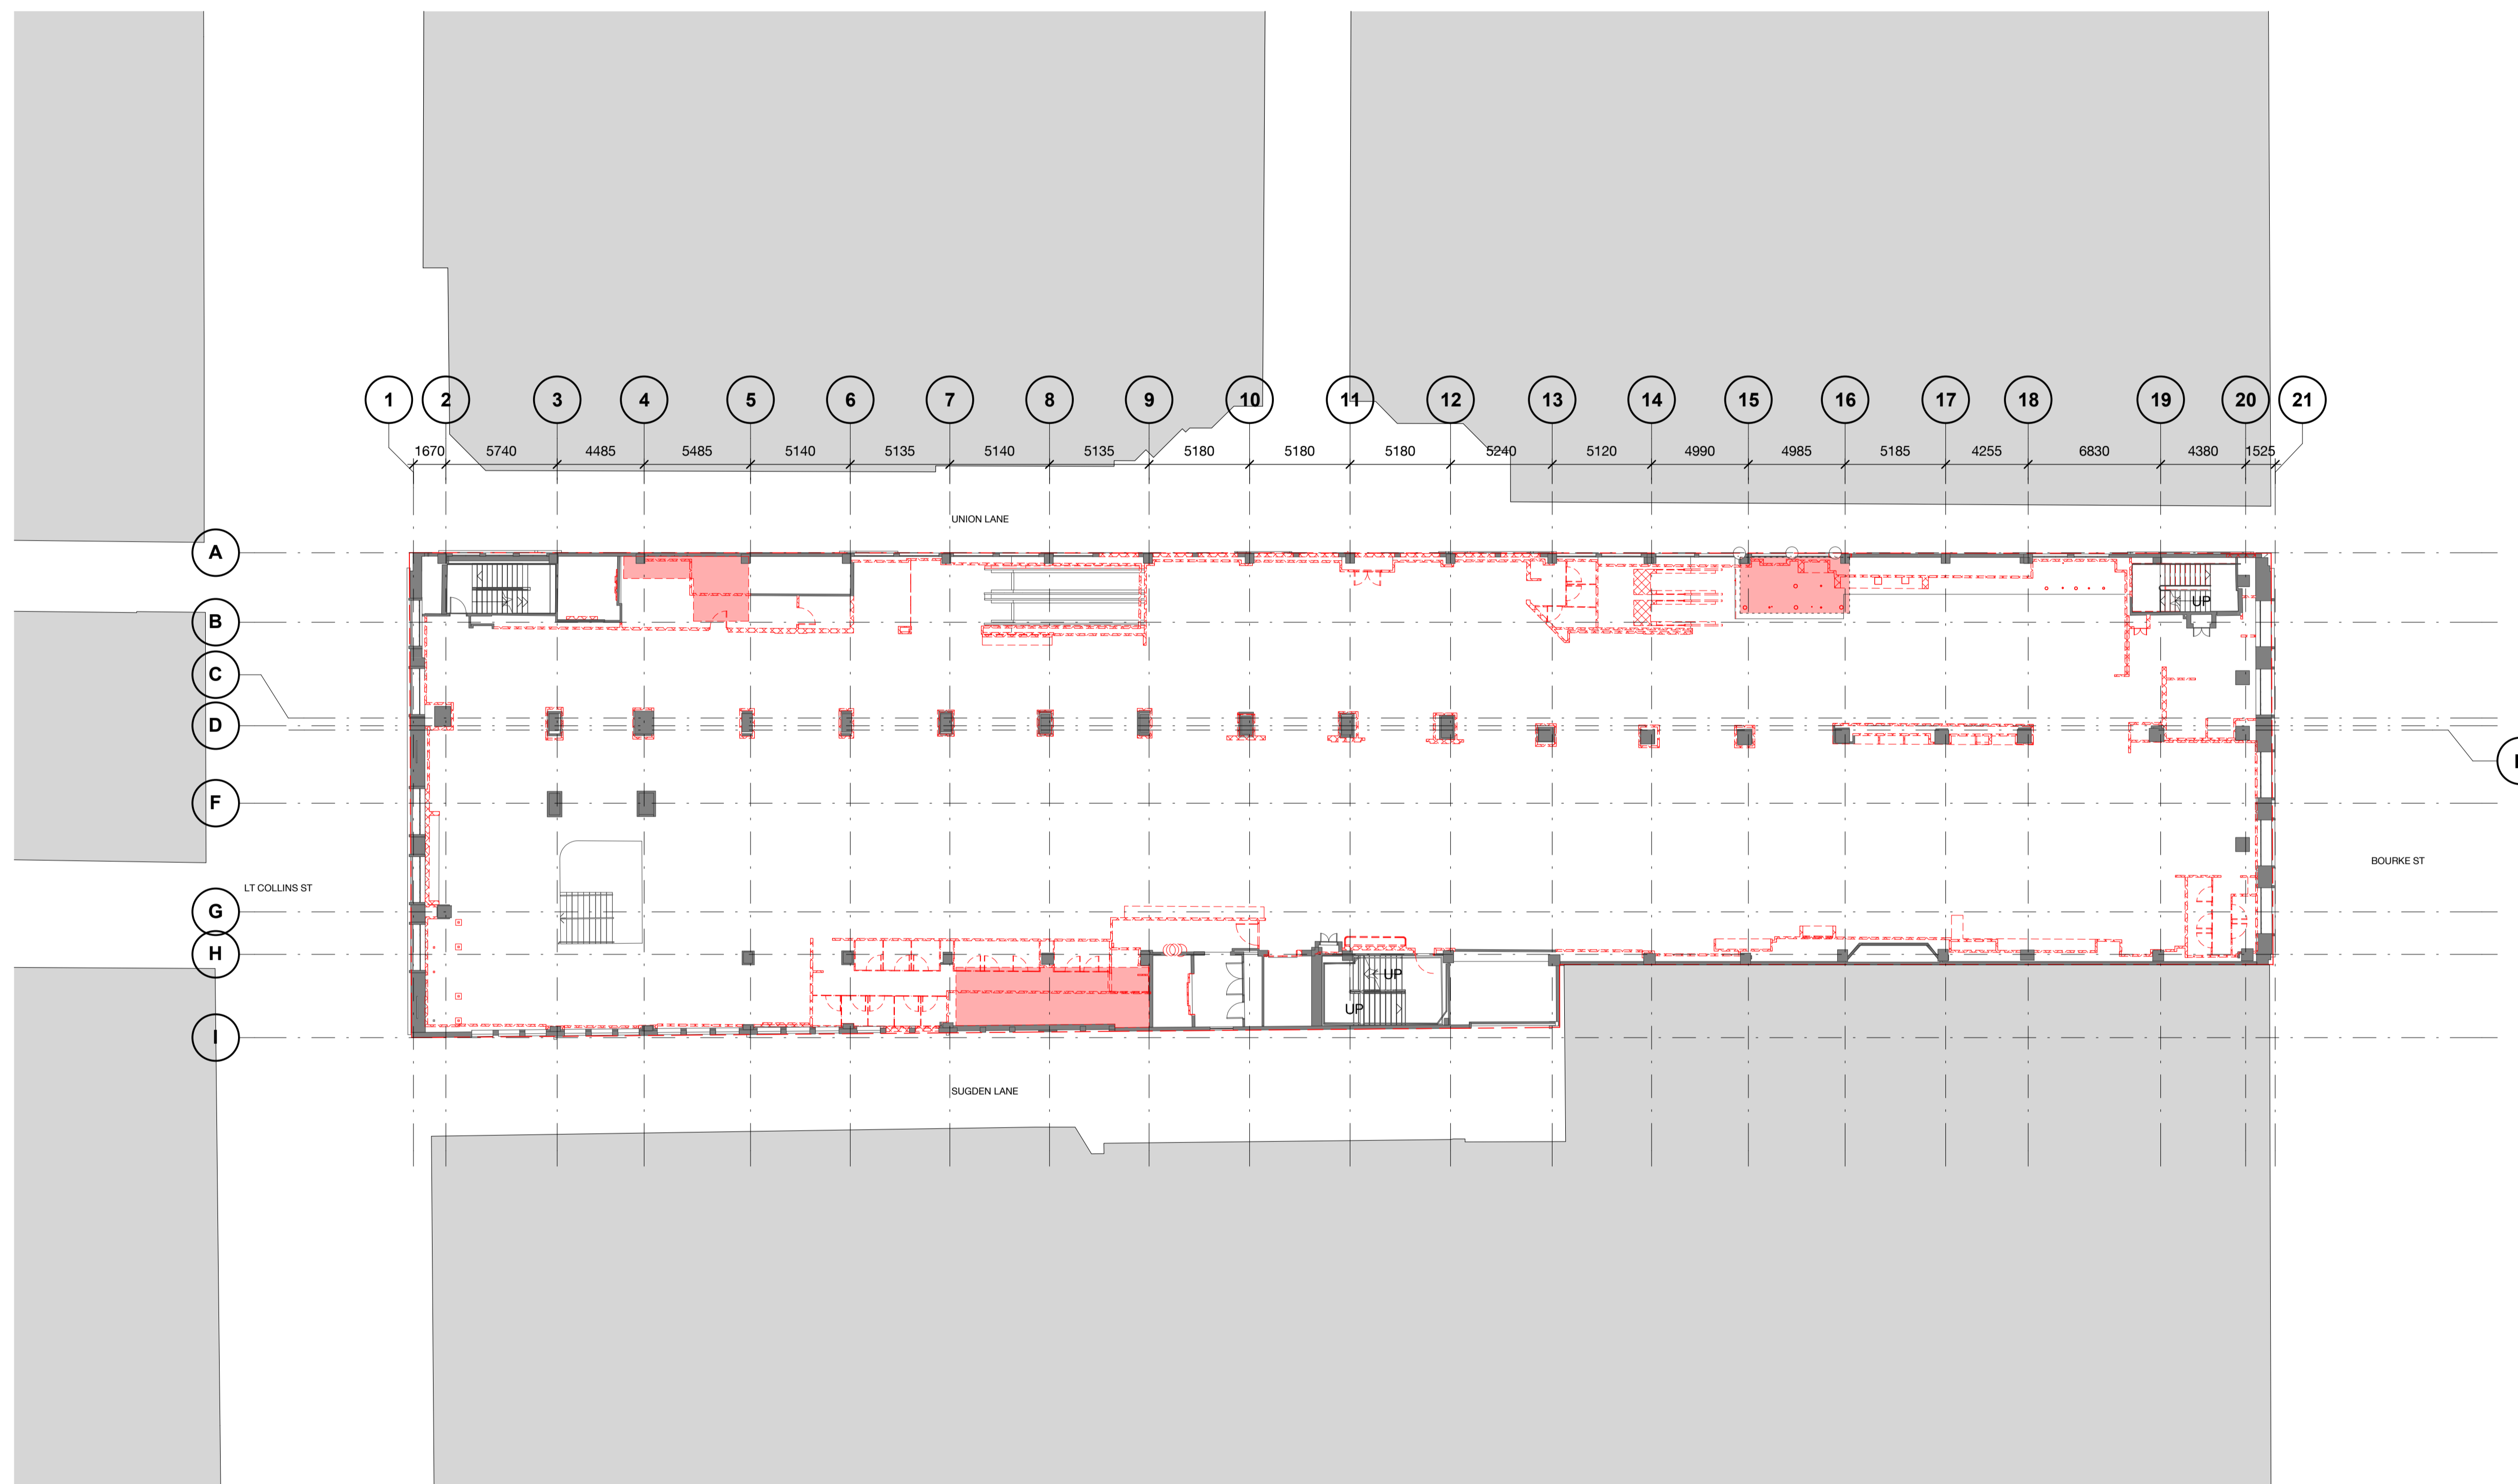 1 2 3 4 5 6 7 8 9 10 11 12 13 14 15 16 17 18 19 20 21
1670 5740 4485 5485 5140 5135 5140 5135 5180 5180 5180 5240 5120 4990 4985 5185 4255 6830 4380 1525
UNION LANE
A
B
UP
C
D
F
BOURKE ST
LT COLLINS ST
G
H
UP
UP
I
SUGDEN LANE